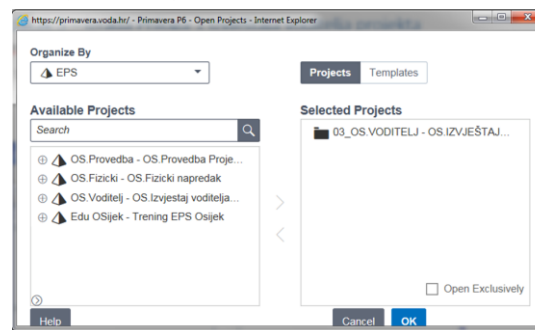 https://primavera.voda.hr/ - Primavera P6 - Open Projects - Internet Explorer
Organize By
EPS
Projects Templates
Available Projects
Selected Projects
Search
03_OS.VODITELJ - OS.IZVJEŠTAJ...
OS.Provedba - OS.Provedba Proje...
OS.Fizicki - OS.Fizicki napredak
OS.Voditelj - OS.Izvjestaj voditelja...
Edu OSijek - Trening EPS Osijek
Open Exclusively
Help
Cancel OK